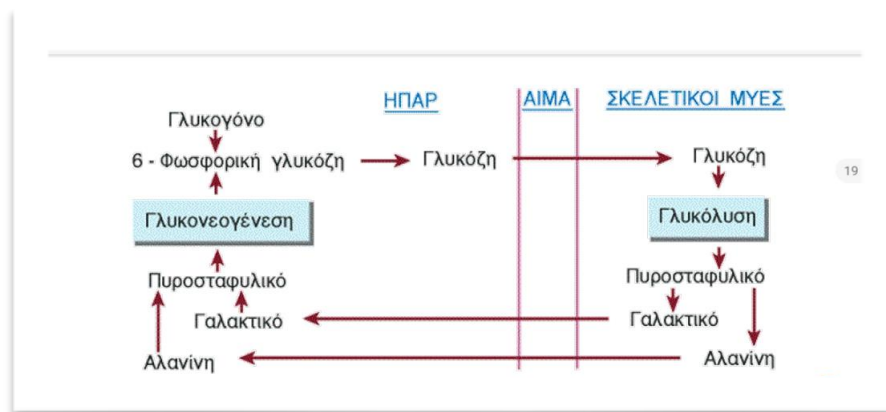 ΗΠΑΡ
ΑΙΜΑ
ΣΚΕΛΕΤΙΚΟΙ ΜΥΕΣ
Γλυκογόνο
6 - Φωσφορική γλυκόζη
Γλυκόζη
Γλυκόζη
19
Γλυκονεογένεση
Γλυκόλυση
Πυροσταφυλικό
Πυροσταφυλικό
Γαλακτικό
Γαλακτικό
Αλανίνη
Αλανίνη